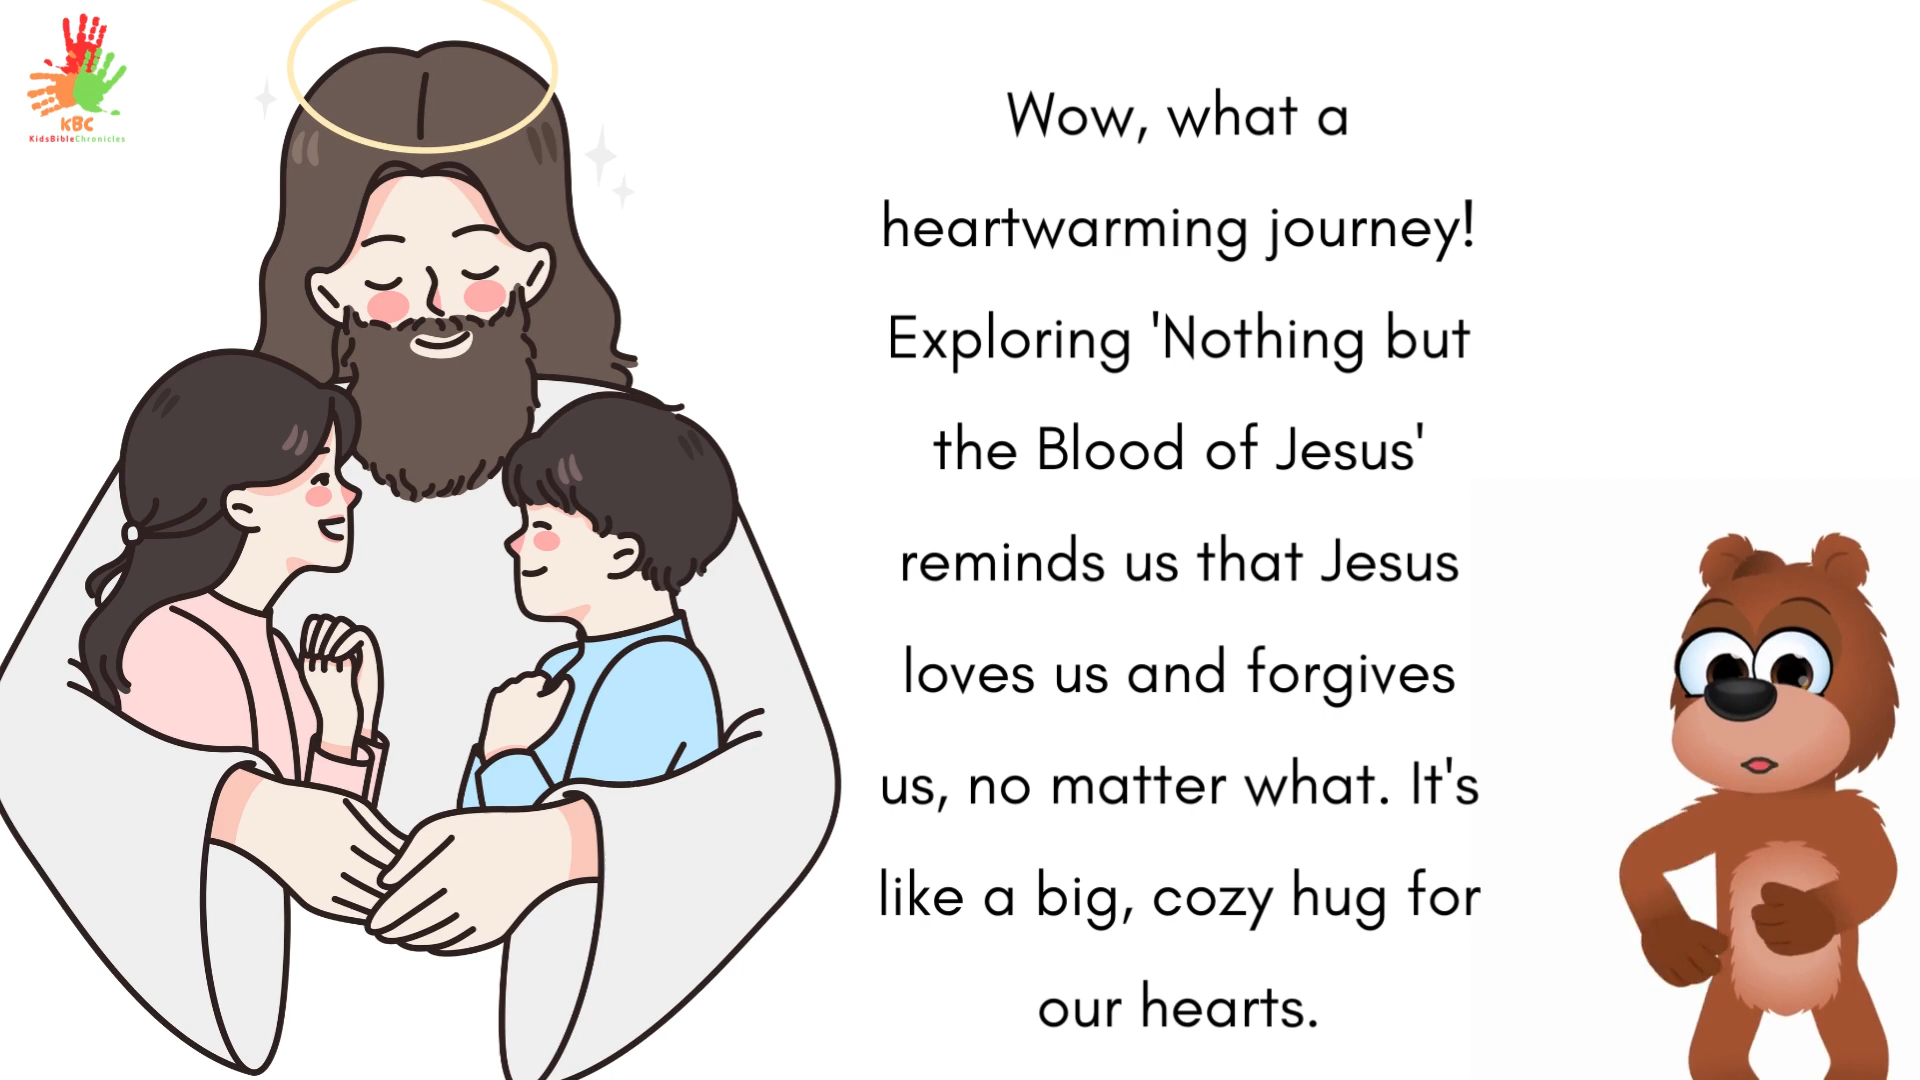 KBC
KidsBibleChronicles
Wow, what a
heartwarming journey!
Exploring 'Nothing but
the Blood of Jesus'
reminds us that Jesus
loves us and forgives
us, no matter what. It's
like a big, cozy hug for
our hearts.